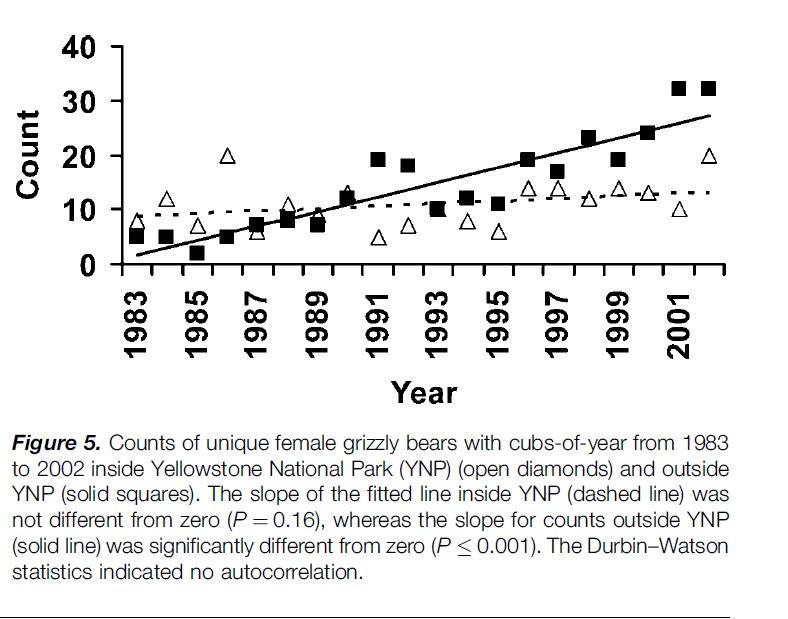 40
30
20
10
0
Count
1983
1985
1987
1989
1991
1993
1995
1997
1999
2001
Year
Figure 5. Counts of unique female grizzly bears with cubs-of-year from 1983
to 2002 inside Yellowstone National Park (YNP) (open diamonds) and outside
YNP (solid squares). The slope of the fitted line inside YNP (dashed line) was
not different from zero (P = 0.16), whereas the slope for counts outside YNP
(solid line) was significantly different from zero (P ≤ 0.001). The Durbin–Watson
statistics indicated no autocorrelation.